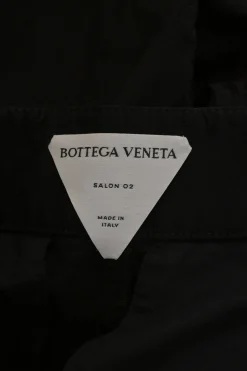 BOTTEGA VENETA
SALON 02
MADE IN
ITALY